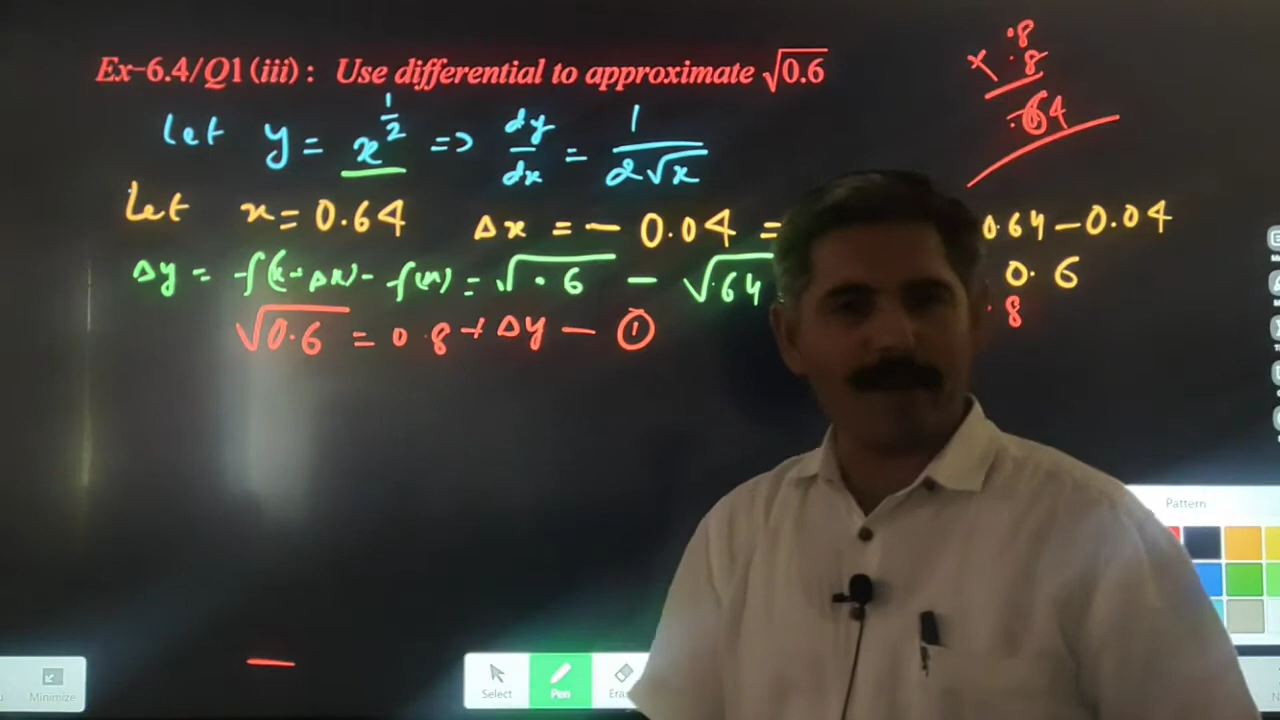 Ex-6.4/Q1(iii) : Use differential to approximate √0.6
.8
× .8
.64
Let y = x^(1/2) => dy/dx = 1/(2√x)
Let x = 0.64 Δx = - 0.04 = 0.64 - 0.04
Δy = f(x+Δx) - f(x) = √.6 - √.64 0.6
√0.6 = 0.8 + Δy - ① .8
Pattern
Minimize
Select
Pen